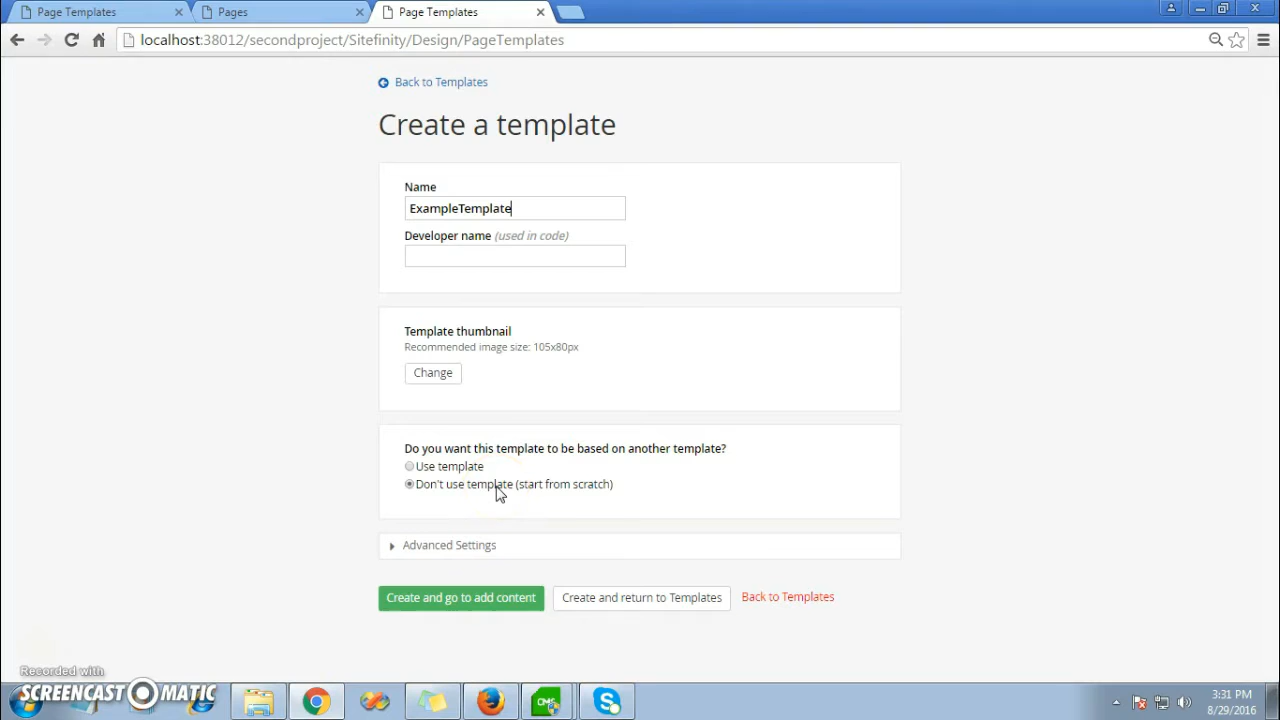 Page Templates
Pages
Page Templates
localhost:38012/secondproject/Sitefinity/Design/PageTemplates
Back to Templates
Create a template
Name
ExampleTemplate
Developer name (used in code)
Template thumbnail
Recommended image size: 105x80px
Change
Do you want this template to be based on another template?
Use template
Don't use template (start from scratch)
Advanced Settings
Create and go to add content
Create and return to Templates
Back to Templates
Recorded with
SCREENCAST MATIC
CMS
3:31 PM
8/29/2016